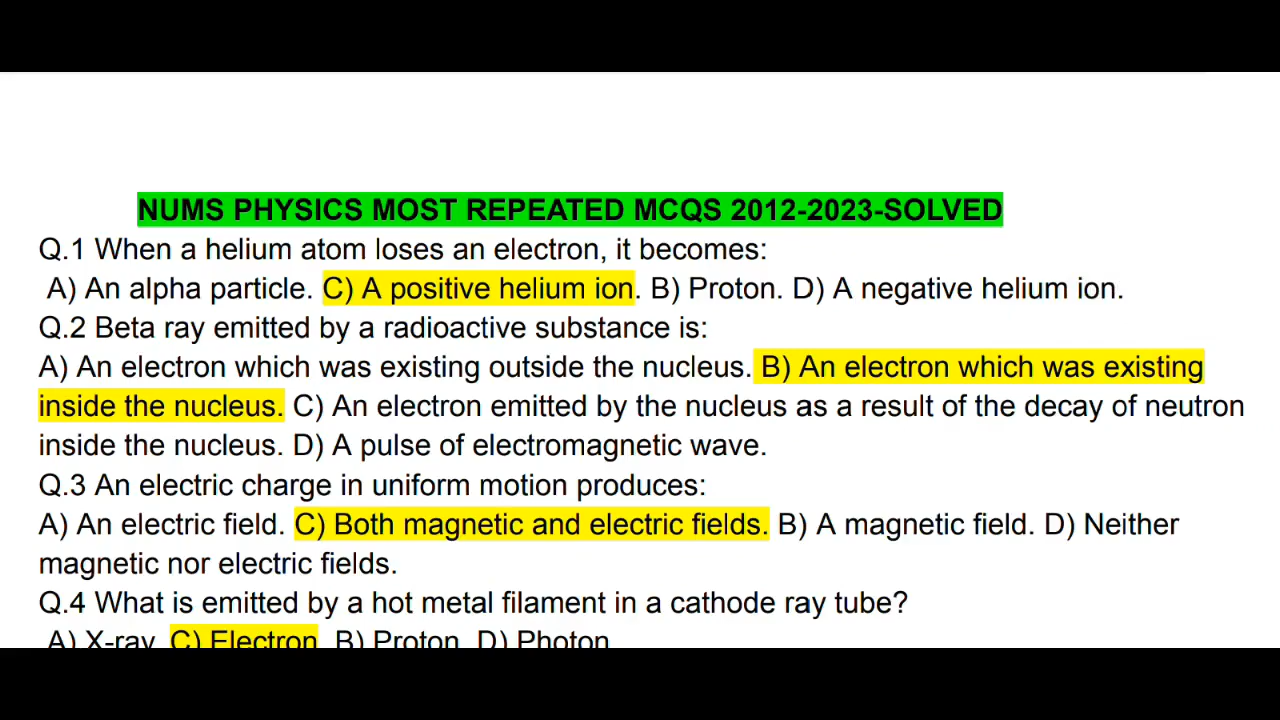 NUMS PHYSICS MOST REPEATED MCQS 2012-2023-SOLVED
Q.1 When a helium atom loses an electron, it becomes:
A) An alpha particle. C) A positive helium ion. B) Proton. D) A negative helium ion.
Q.2 Beta ray emitted by a radioactive substance is:
A) An electron which was existing outside the nucleus. B) An electron which was existing
inside the nucleus. C) An electron emitted by the nucleus as a result of the decay of neutron
inside the nucleus. D) A pulse of electromagnetic wave.
Q.3 An electric charge in uniform motion produces:
A) An electric field. C) Both magnetic and electric fields. B) A magnetic field. D) Neither
magnetic nor electric fields.
Q.4 What is emitted by a hot metal filament in a cathode ray tube?
A) X-ray. C) Electron. B) Proton. D) Photon.